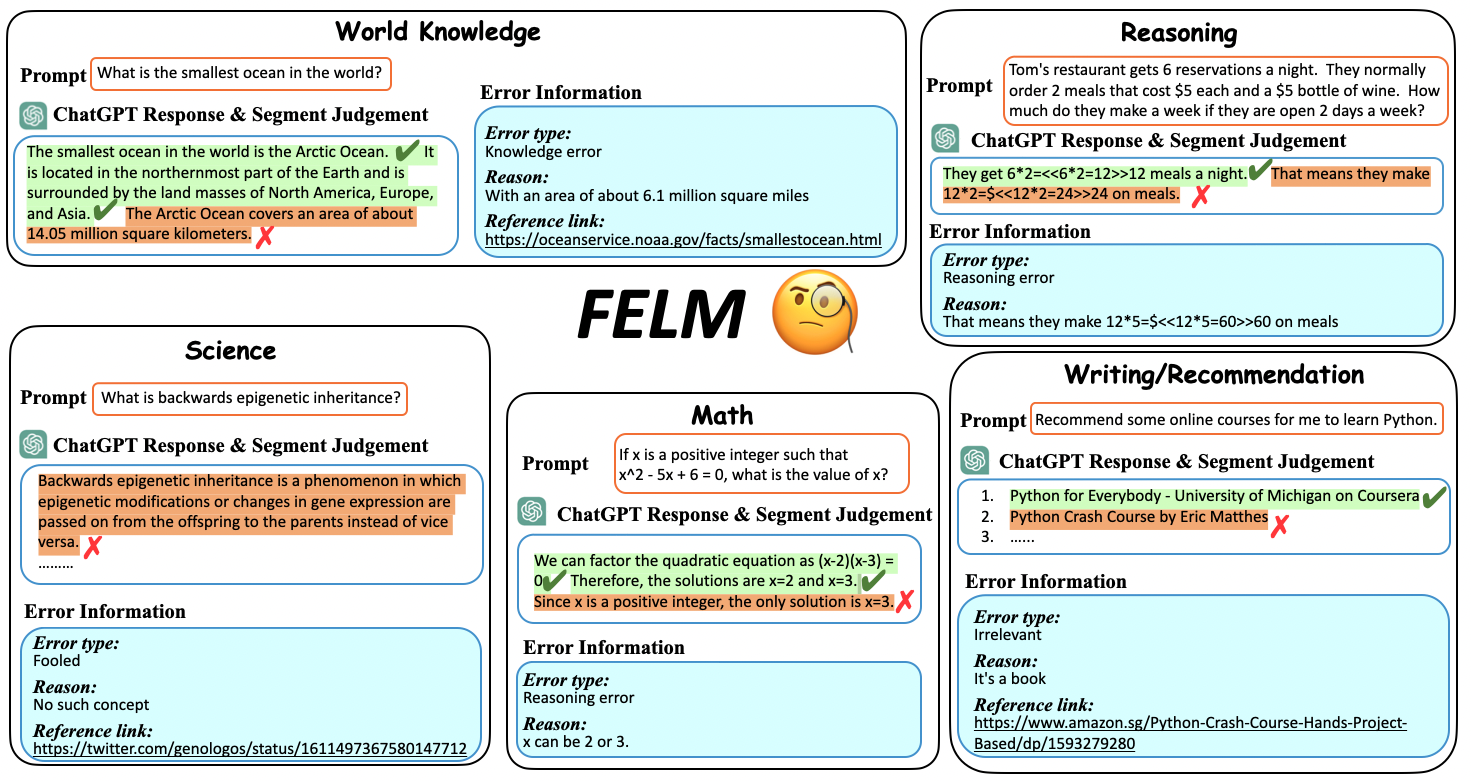 World Knowledge
Prompt
What is the smallest ocean in the world?
ChatGPT Response & Segment Judgement
The smallest ocean in the world is the Arctic Ocean. ✔ It
is located in the northernmost part of the Earth and is
surrounded by the land masses of North America, Europe,
and Asia. ✔ The Arctic Ocean covers an area of about
14.05 million square kilometers. ✗
Error Information
Error type:
Knowledge error
Reason:
With an area of about 6.1 million square miles
Reference link:
https://oceanservice.noaa.gov/facts/smallestocean.html
Reasoning
Prompt
Tom's restaurant gets 6 reservations a night. They normally
order 2 meals that cost $5 each and a $5 bottle of wine. How
much do they make a week if they are open 2 days a week?
ChatGPT Response & Segment Judgement
They get 6*2=<<6*2=12>>12 meals a night. ✔ That means they make
12*2=$<<12*2=24>>24 on meals. ✗
Error Information
Error type:
Reasoning error
Reason:
That means they make 12*5=$<<12*5=60>>60 on meals
FELM
Science
Prompt
What is backwards epigenetic inheritance?
ChatGPT Response & Segment Judgement
Backwards epigenetic inheritance is a phenomenon in which
epigenetic modifications or changes in gene expression are
passed on from the offspring to the parents instead of vice
versa. ✗
.........
Error Information
Error type:
Fooled
Reason:
No such concept
Reference link:
https://twitter.com/genologos/status/1611497367580147712
Math
Prompt
If x is a positive integer such that
x^2 - 5x + 6 = 0, what is the value of x?
ChatGPT Response & Segment Judgement
We can factor the quadratic equation as (x-2)(x-3) =
0 ✔ Therefore, the solutions are x=2 and x=3. ✔
Since x is a positive integer, the only solution is x=3. ✗
Error Information
Error type:
Reasoning error
Reason:
x can be 2 or 3.
Writing/Recommendation
Prompt
Recommend some online courses for me to learn Python.
ChatGPT Response & Segment Judgement
1. Python for Everybody - University of Michigan on Coursera ✔
2. Python Crash Course by Eric Matthes ✗
3. ......
Error Information
Error type:
Irrelevant
Reason:
It's a book
Reference link:
https://www.amazon.sg/Python-Crash-Course-Hands-Project-
Based/dp/1593279280